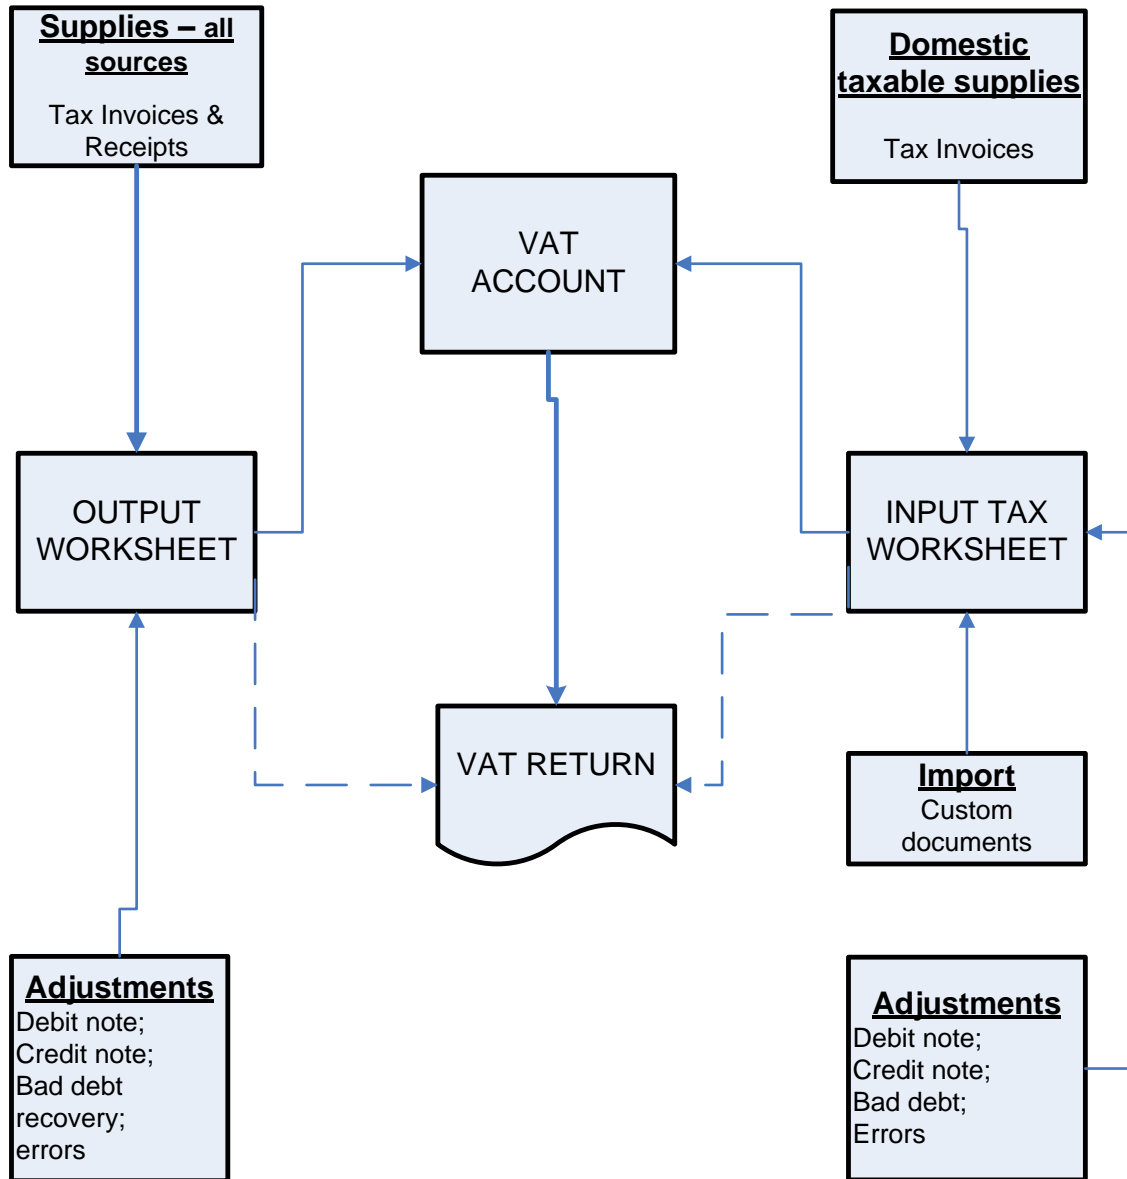 Supplies – all
sources
Tax Invoices &
Receipts
Domestic
taxable supplies
Tax Invoices
VAT
ACCOUNT
OUTPUT
WORKSHEET
INPUT TAX
WORKSHEET
VAT RETURN
Import
Custom
documents
Adjustments
Debit note;
Credit note;
Bad debt
recovery;
errors
Adjustments
Debit note;
Credit note;
Bad debt;
Errors